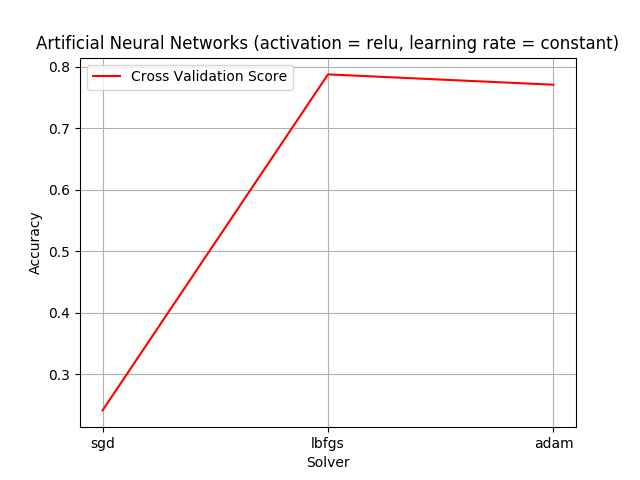 Artificial Neural Networks (activation = relu, learning rate = constant)
Cross Validation Score
0.8
0.7
0.6
0.5
0.4
0.3
Accuracy
sgd
lbfgs
adam
Solver